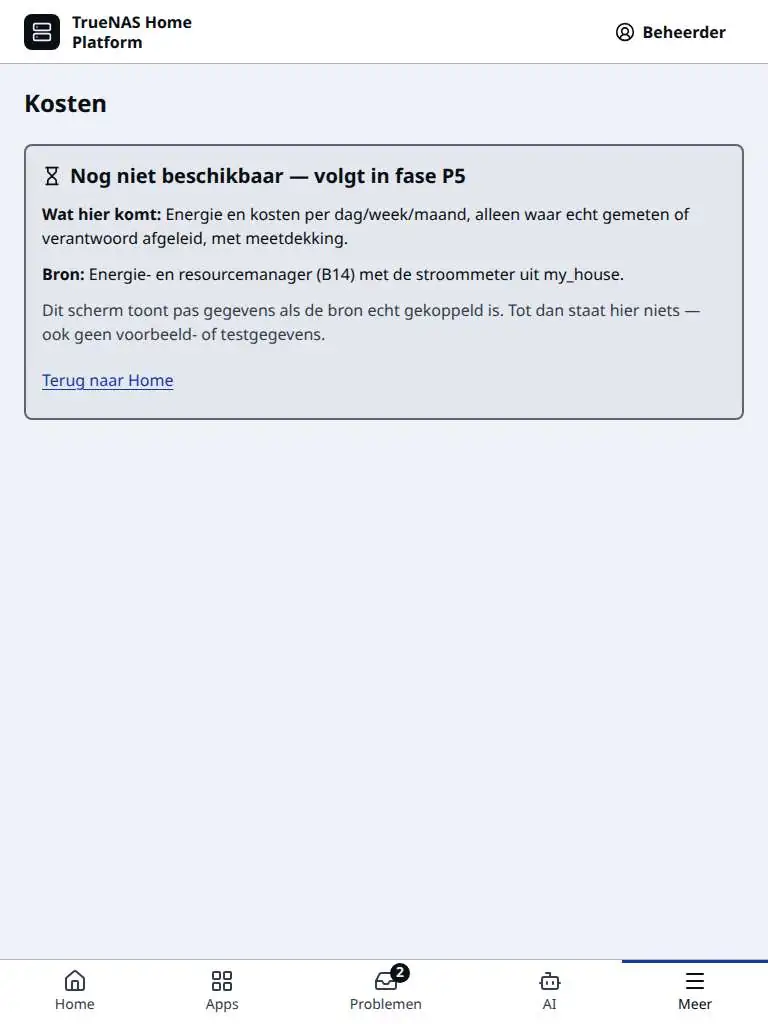 TrueNAS Home
Platform
Beheerder
Kosten
Nog niet beschikbaar — volgt in fase P5
Wat hier komt: Energie en kosten per dag/week/maand, alleen waar echt gemeten of
verantwoord afgeleid, met meetdekking.
Bron: Energie- en resourcemanager (B14) met de stroommeter uit my_house.
Dit scherm toont pas gegevens als de bron echt gekoppeld is. Tot dan staat hier niets —
ook geen voorbeeld- of testgegevens.
Terug naar Home
2
Home
Apps
Problemen
AI
Meer